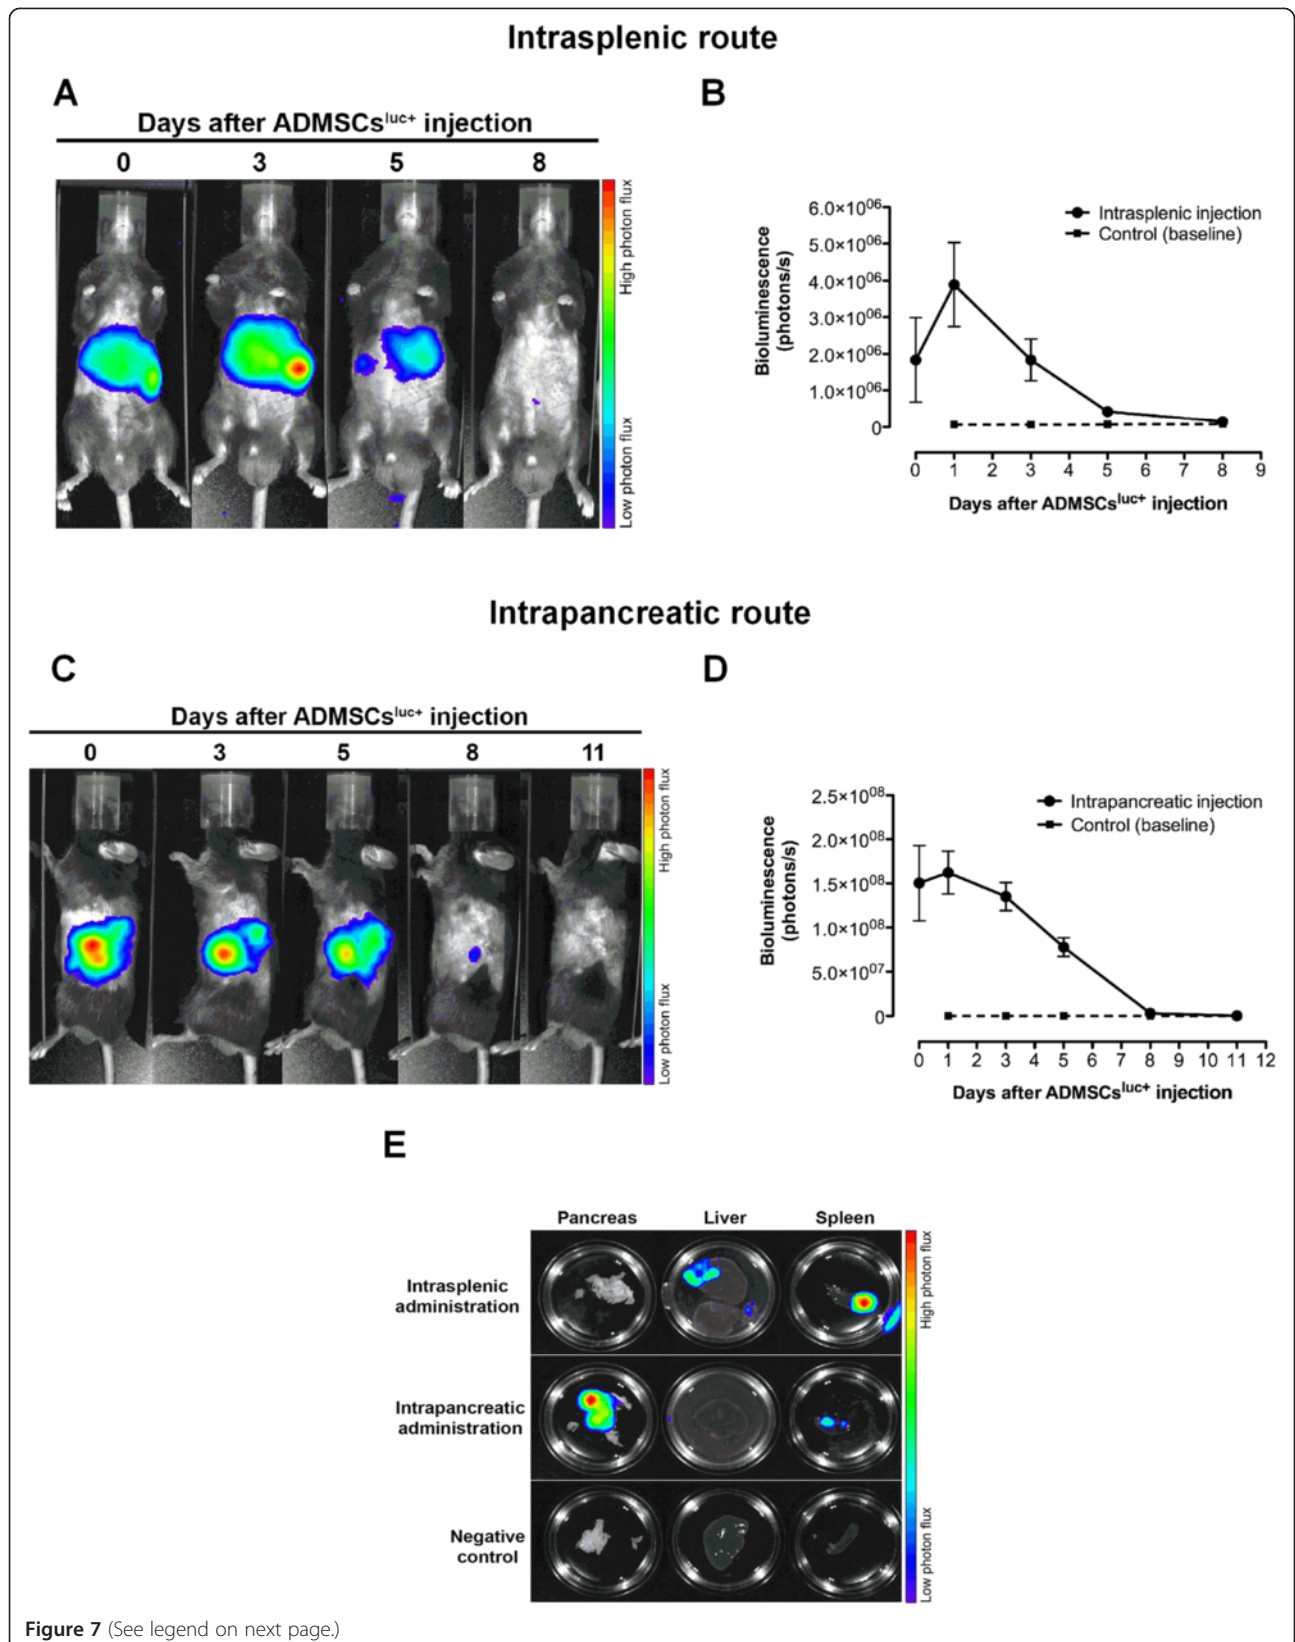 Intrasplenic route
A
Days after ADMSCsluc+ injection
0 3 5 8
High photon flux
Low photon flux
B
6.0×10⁰⁶
5.0×10⁰⁶
4.0×10⁰⁶
3.0×10⁰⁶
2.0×10⁰⁶
1.0×10⁰⁶
0
Bioluminescence
(photons/s)
Intrasplenic injection
Control (baseline)
0 1 2 3 4 5 6 7 8 9
Days after ADMSCsluc+ injection
Intrapancreatic route
C
Days after ADMSCsluc+ injection
0 3 5 8 11
High photon flux
Low photon flux
D
2.5×10⁰⁸
2.0×10⁰⁸
1.5×10⁰⁸
1.0×10⁰⁸
5.0×10⁰⁷
0
Bioluminescence
(photons/s)
Intrapancreatic injection
Control (baseline)
0 1 2 3 4 5 6 7 8 9 10 11 12
Days after ADMSCsluc+ injection
E
Pancreas Liver Spleen
Intrasplenic
administration
Intrapancreatic
administration
Negative
control
High photon flux
Low photon flux
Figure 7 (See legend on next page.)